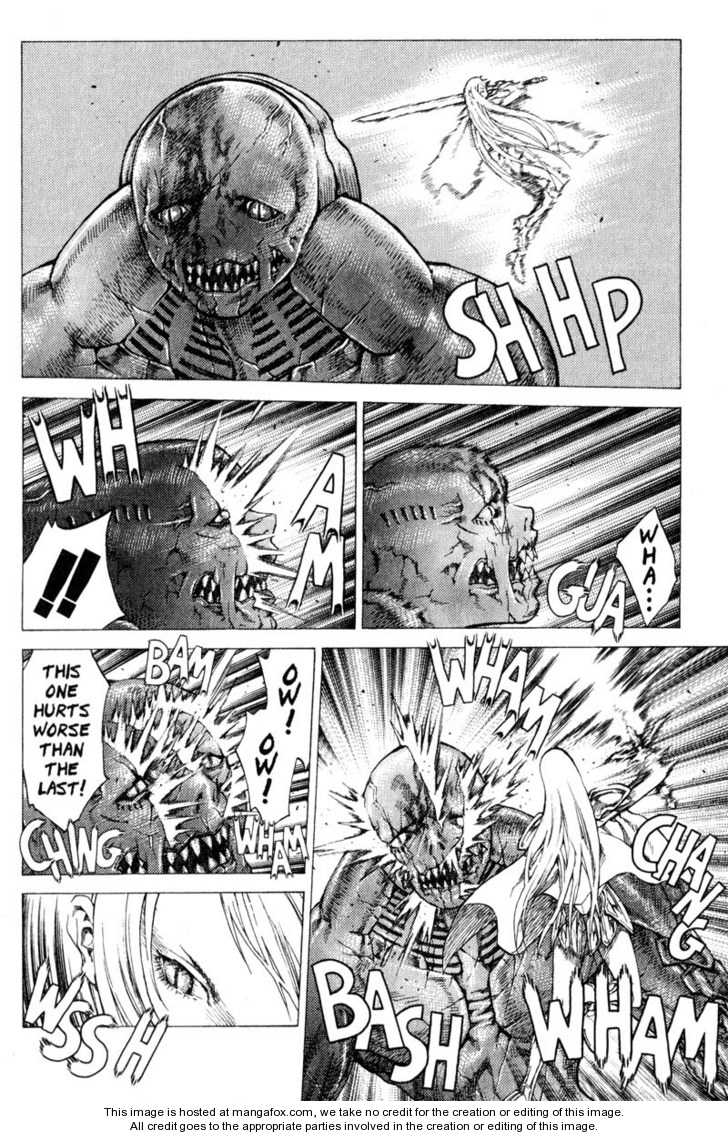 SHHP
WH
AM
!!
WHA...
GUA
BAM
THIS
ONE
HURTS
WORSE
THAN
THE
LAST!
OW!
OW!
CHING
WHAM
WHAM
CHANG
BASH
WHAM
WSSH
This image is hosted at mangafox.com, we take no credit for the creation or editing of this image.
All credit goes to the appropriate parties involved in the creation or editing of this image.